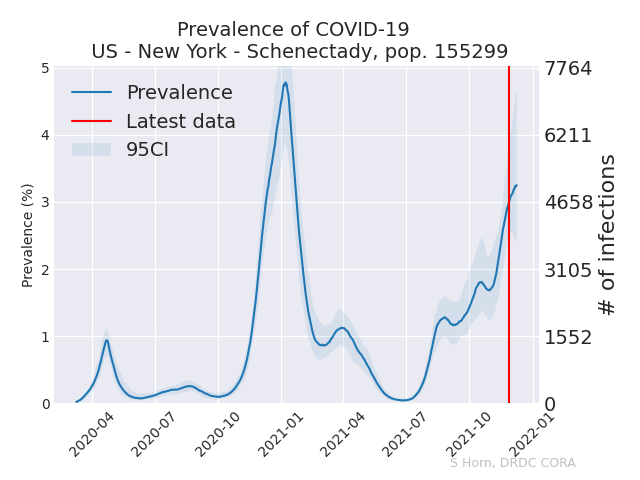 Prevalence of COVID-19
US - New York - Schenectady, pop. 155299
Prevalence
Latest data
95CI
Prevalence (%)
5
4
3
2
1
0
7764
6211
4658
3105
1552
0
# of infections
2020-04
2020-07
2020-10
2021-01
2021-04
2021-07
2021-10
2022-01
S Horn, DRDC CORA